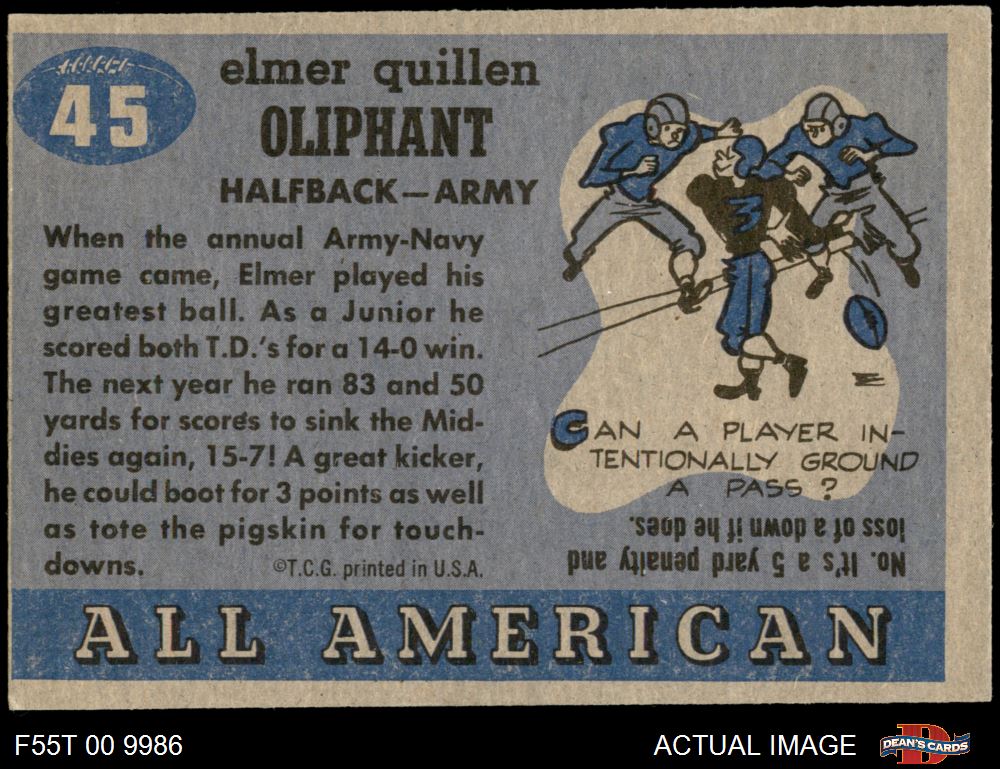 45
elmer quillen
OLIPHANT
HALFBACK—ARMY
When the annual Army-Navy
game came, Elmer played his
greatest ball. As a Junior he
scored both T.D.'s for a 14-0 win.
The next year he ran 83 and 50
yards for scores to sink the Mid-
dies again, 15-7! A great kicker,
he could boot for 3 points as well
as tote the pigskin for touch-
downs.
©T.C.G. printed in U.S.A.
3
CAN A PLAYER IN-
TENTIONALLY GROUND
A PASS?
No. It's a 5 yard penalty and
loss of a down if he does.
ALL AMERICAN
F55T 00 9986
ACTUAL IMAGE
DEAN'S CARDS